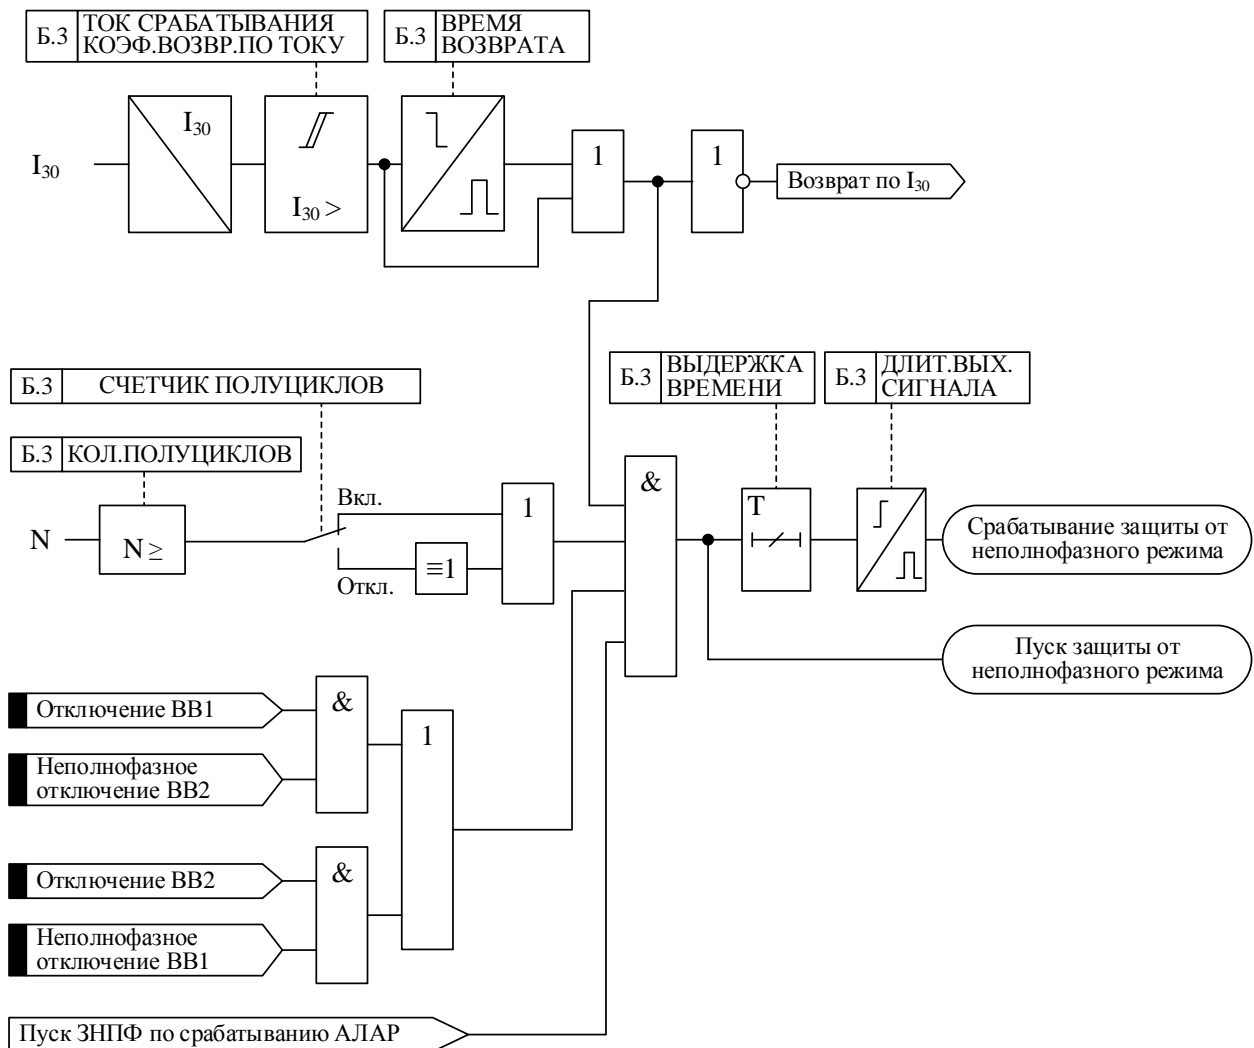 Б.3
ТОК СРАБАТЫВАНИЯ
КОЭФ.ВОЗВР.ПО ТОКУ
Б.3
ВРЕМЯ
ВОЗВРАТА
I30
I30
I30 >
1
1
Возврат по I30
Б.3
СЧЕТЧИК ПОЛУЦИКЛОВ
Б.3
КОЛ.ПОЛУЦИКЛОВ
Б.3
ВЫДЕРЖКА
ВРЕМЕНИ
Б.3
ДЛИТ.ВЫХ.
СИГНАЛА
N
N ≥
Вкл.
Откл.
≡1
1
&
T
Срабатывание защиты от
неполнофазного режима
Пуск защиты от
неполнофазного режима
Отключение ВВ1
Неполнофазное
отключение ВВ2
&
1
Отключение ВВ2
Неполнофазное
отключение ВВ1
&
Пуск ЗНПФ по срабатыванию АЛАР